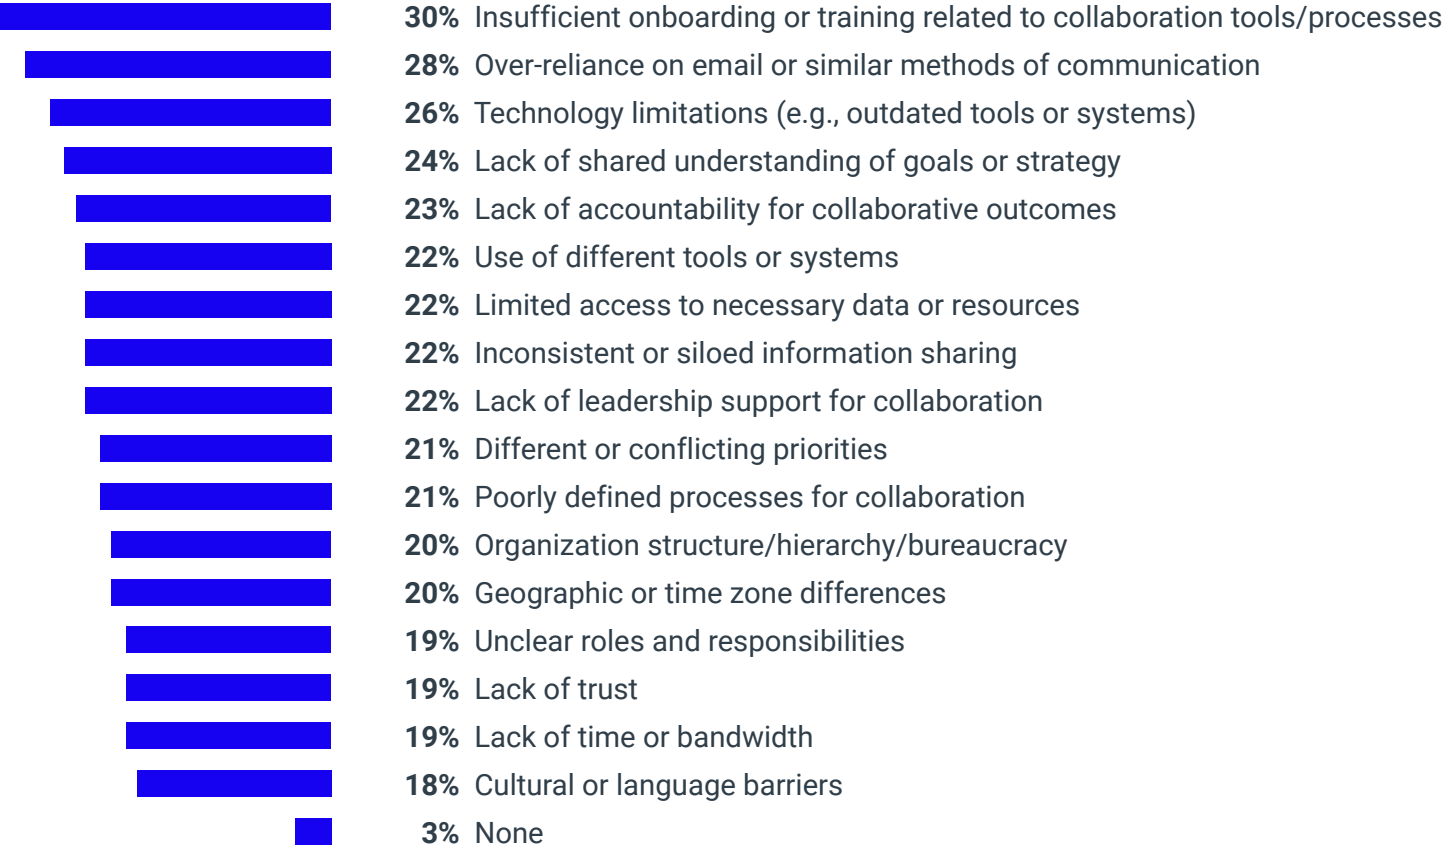 30% Insufficient onboarding or training related to collaboration tools/processes
28% Over-reliance on email or similar methods of communication
26% Technology limitations (e.g., outdated tools or systems)
24% Lack of shared understanding of goals or strategy
23% Lack of accountability for collaborative outcomes
22% Use of different tools or systems
22% Limited access to necessary data or resources
22% Inconsistent or siloed information sharing
22% Lack of leadership support for collaboration
21% Different or conflicting priorities
21% Poorly defined processes for collaboration
20% Organization structure/hierarchy/bureaucracy
20% Geographic or time zone differences
19% Unclear roles and responsibilities
19% Lack of trust
19% Lack of time or bandwidth
18% Cultural or language barriers
3% None